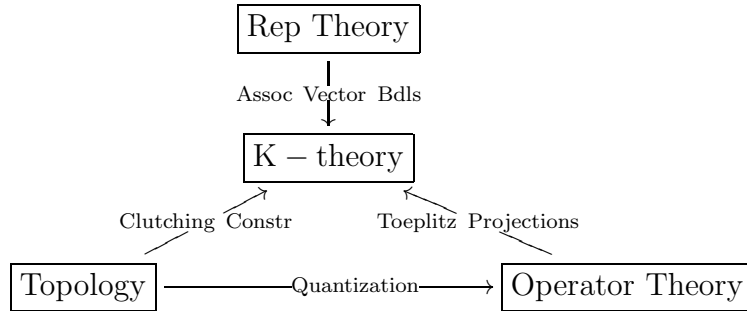 Rep Theory
Assoc Vector Bdls
K – theory
Clutching Constr
Toeplitz Projections
Topology
Quantization
Operator Theory